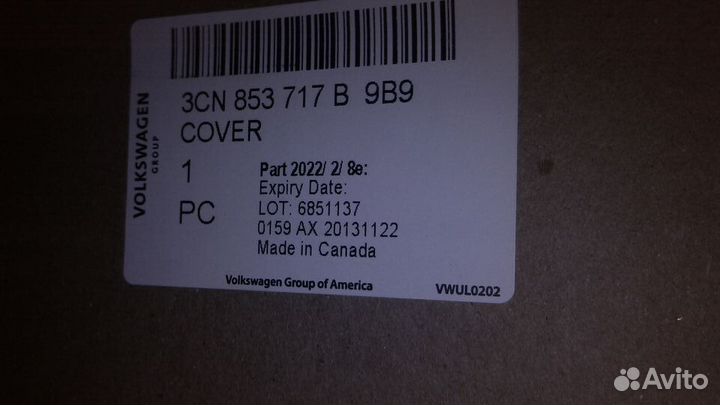 VOLKSWAGEN
GROUP
3CN 853 717 B 9B9
COVER
1
PC
Part 2022/ 2/ 8e:
Expiry Date:
LOT: 6851137
0159 AX 20131122
Made in Canada
Volkswagen Group of America
VWUL0202
Avito